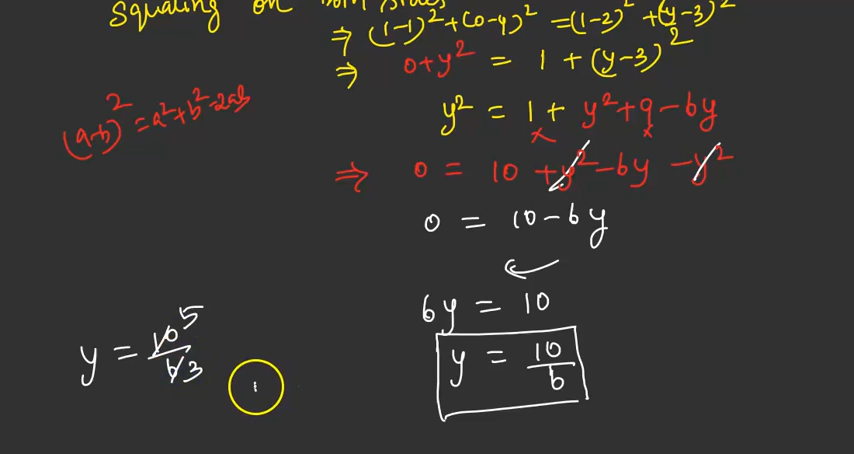 Squaring on both sides
⇒ (1-1)² + (0-y)² = (1-2)² + (y-3)²
⇒ 0+y² = 1 + (y-3)²
(a-b)² = a²+b²-2ab
y² = 1 + y²+9-6y
⇒ 0 = 10 +y²-6y -y²
0 = 10-6y
6y = 10
y = 10/6
y = 10/6 5/3